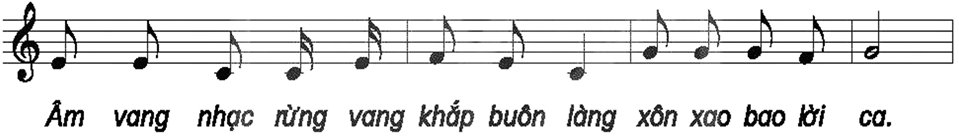 Âm vang nhạc rừng vang khắp buôn làng xôn xao bao lời ca.